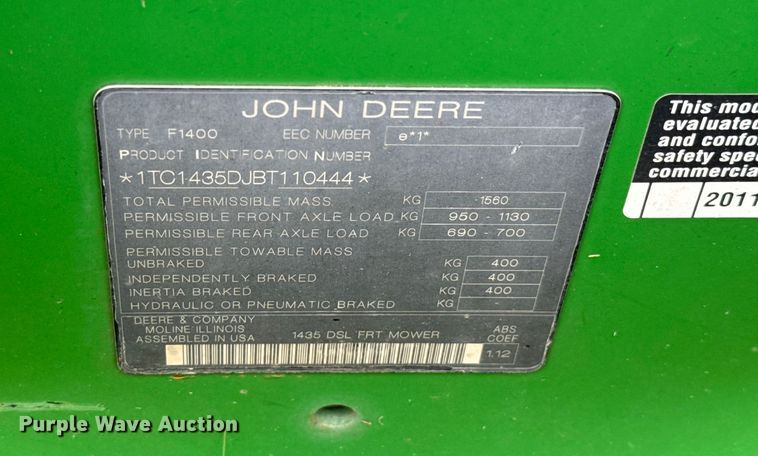 JOHN DEERE
TYPE F1400 EEC NUMBER e*1*
PRODUCT IDENTIFICATION NUMBER
*1TC1435DJBT110444*
TOTAL PERMISSIBLE MASS KG 1560
PERMISSIBLE FRONT AXLE LOAD KG 950 - 1130
PERMISSIBLE REAR AXLE LOAD KG 690 - 700
PERMISSIBLE TOWABLE MASS
UNBRAKED KG 400
INDEPENDENTLY BRAKED KG 400
INERTIA BRAKED KG 400
HYDRAULIC OR PNEUMATIC BRAKED KG -
DEERE & COMPANY
MOLINE ILLINOIS
ASSEMBLED IN USA
1435 DSL FRT MOWER
ABS
COEF
1.12
This mod
evaluated
and confo
safety spe
commercia
2011
Purple Wave Auction